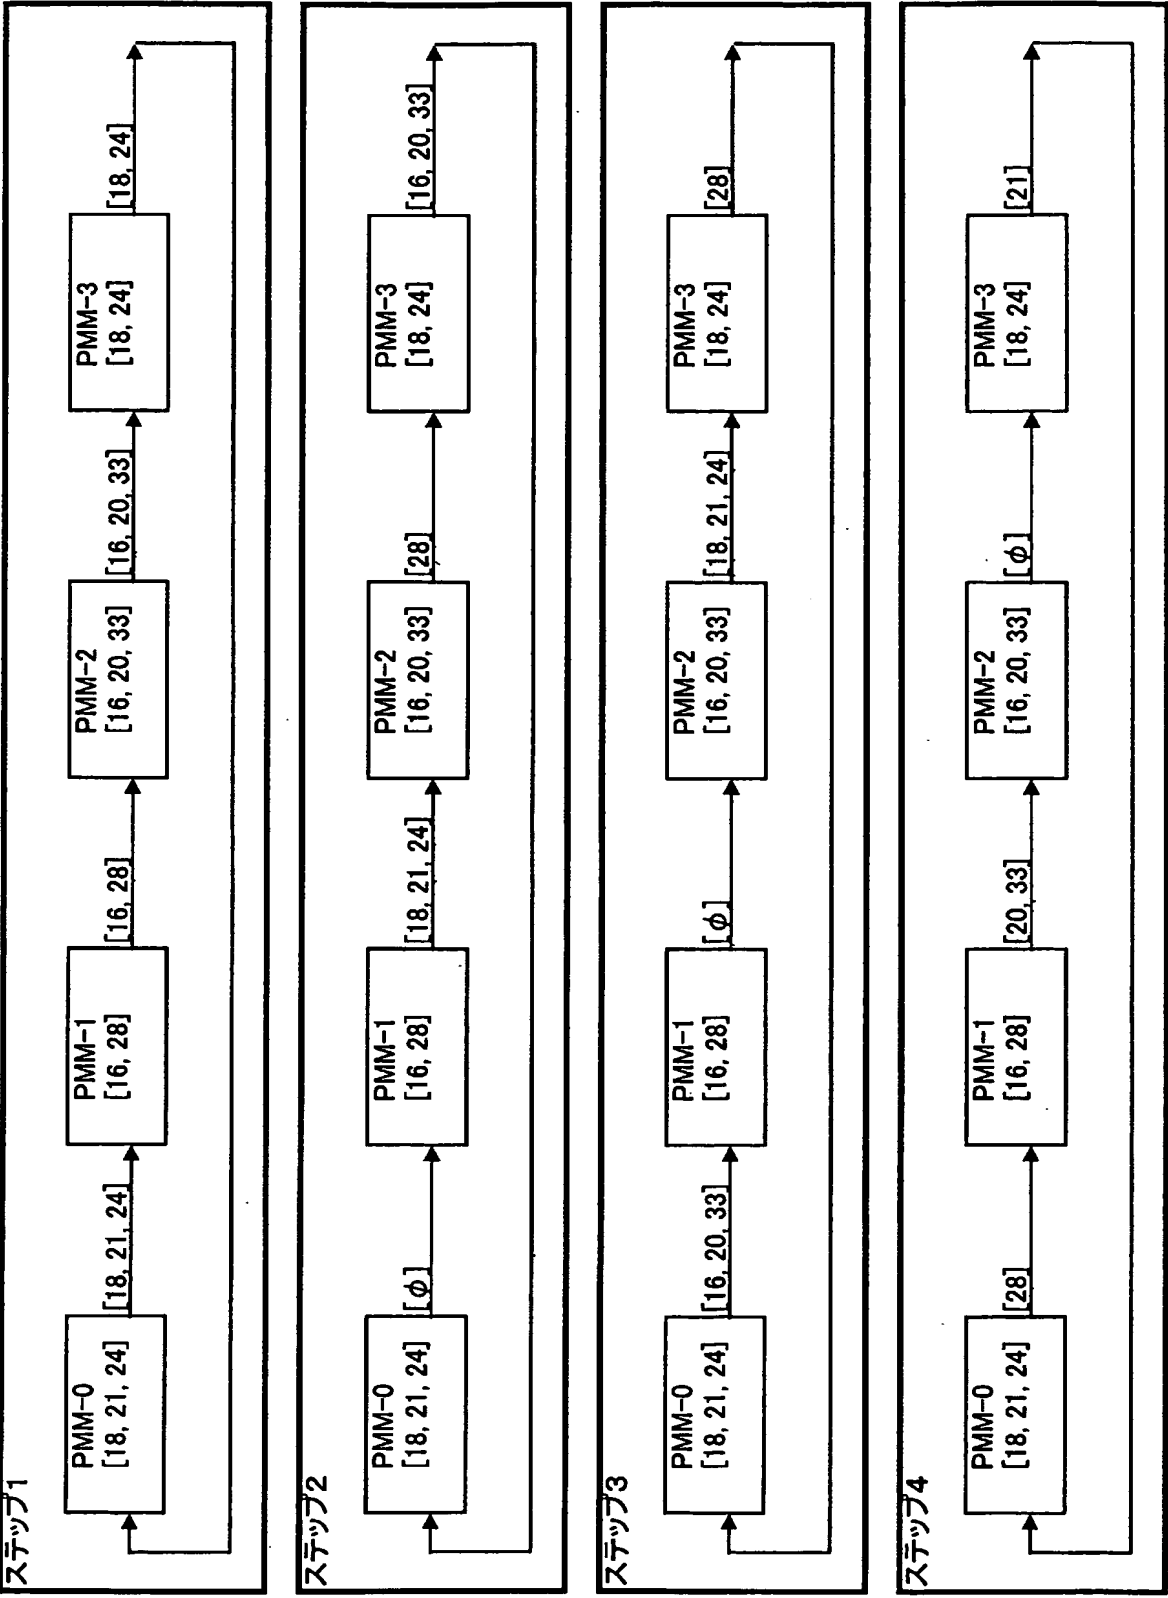 ステップ1
PMM-0
[18, 21, 24]
[18, 21, 24]
PMM-1
[16, 28]
[16, 28]
PMM-2
[16, 20, 33]
[16, 20, 33]
PMM-3
[18, 24]
[18, 24]
ステップ2
PMM-0
[18, 21, 24]
[φ]
PMM-1
[16, 28]
[18, 21, 24]
PMM-2
[16, 20, 33]
[28]
PMM-3
[18, 24]
[16, 20, 33]
ステップ3
PMM-0
[18, 21, 24]
[16, 20, 33]
PMM-1
[16, 28]
[φ]
PMM-2
[16, 20, 33]
[18, 21, 24]
PMM-3
[18, 24]
[28]
ステップ4
PMM-0
[18, 21, 24]
[28]
PMM-1
[16, 28]
[20, 33]
PMM-2
[16, 20, 33]
[φ]
PMM-3
[18, 24]
[21]